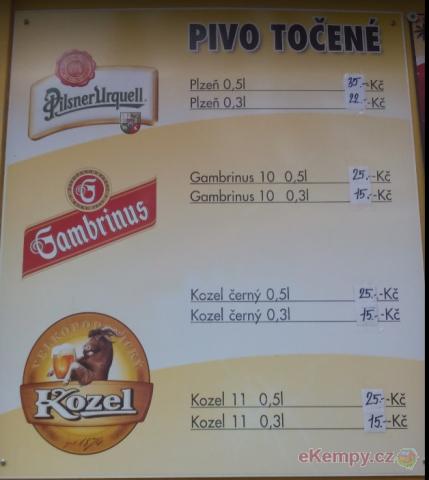 PIVO TOČENÉ
Pilsner Urquell
Plzeň 0,5l 35.-Kč
Plzeň 0,3l 22.-Kč
G
Gambrinus
Gambrinus 10 0,5l 25.-Kč
Gambrinus 10 0,3l 15.-Kč
Kozel černý 0,5l 25.-Kč
Kozel černý 0,3l 15.-Kč
VELKOPOPOVICKÝ
Kozel
1874
Kozel 11 0,5l 25.-Kč
Kozel 11 0,3l 15.-Kč
eKempy.cz